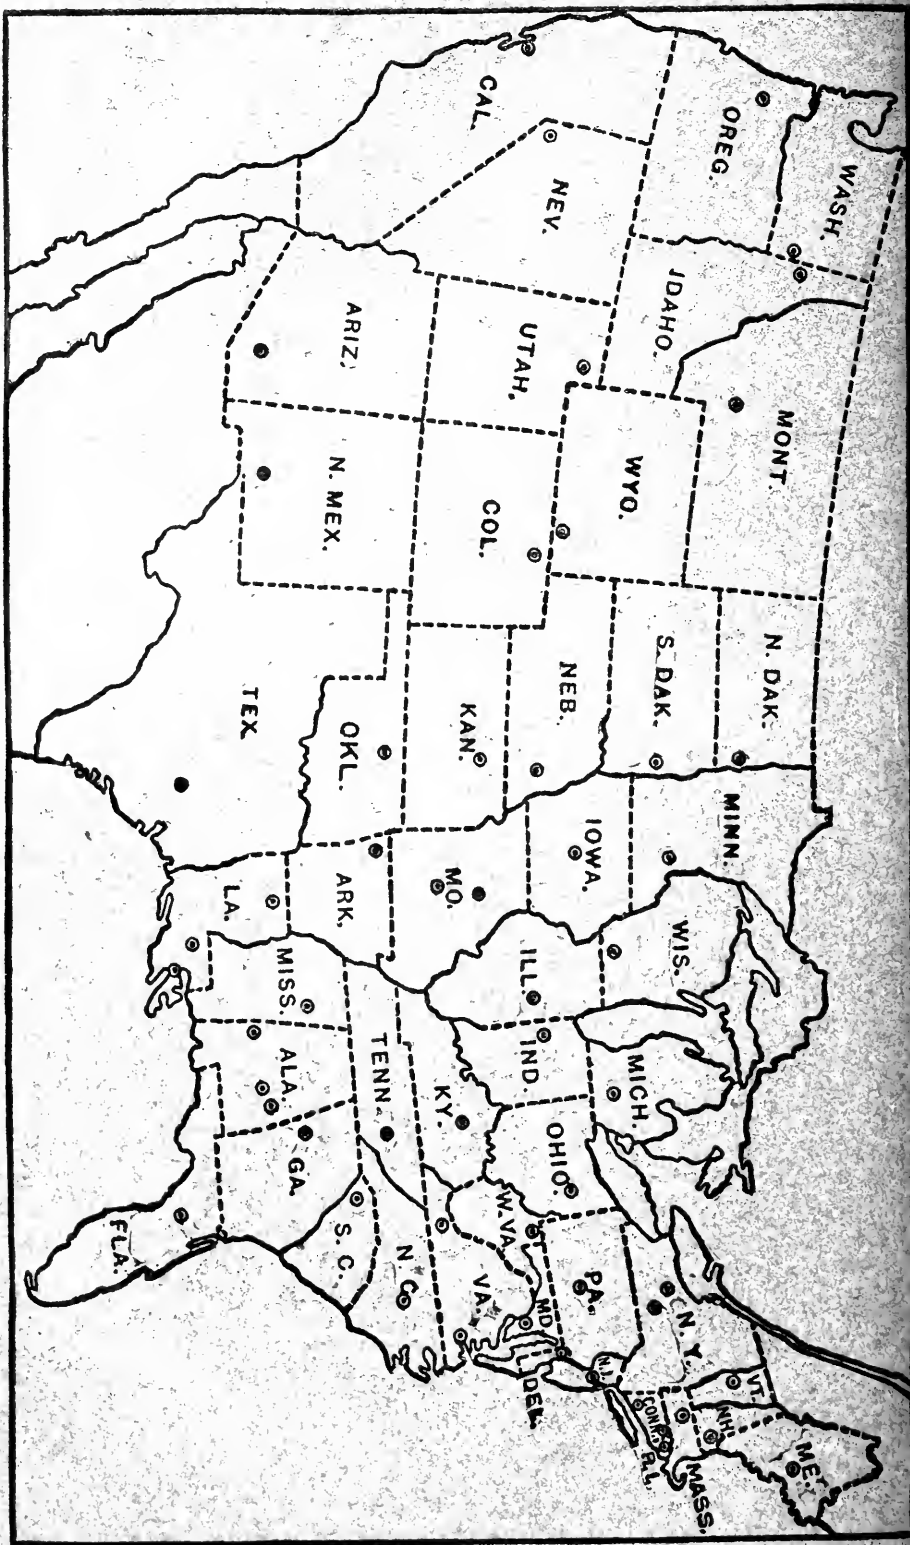 WASH.
OREG.
CAL.
NEV.
IDAHO.
MONT.
WYO.
UTAH.
ARIZ.
COL.
N. MEX.
N. DAK.
S. DAK.
NEB.
KAN.
OKL.
TEX.
MINN.
IOWA.
MO.
ARK.
LA.
WIS.
ILL.
MICH.
IND.
OHIO.
KY.
TENN.
MISS.
ALA.
GA.
FLA.
S. C.
N. C.
VA.
W. VA.
MD.
DEL.
PA.
N.J.
N. Y.
CONN.
R. I.
MASS.
VT.
N.H.
ME.